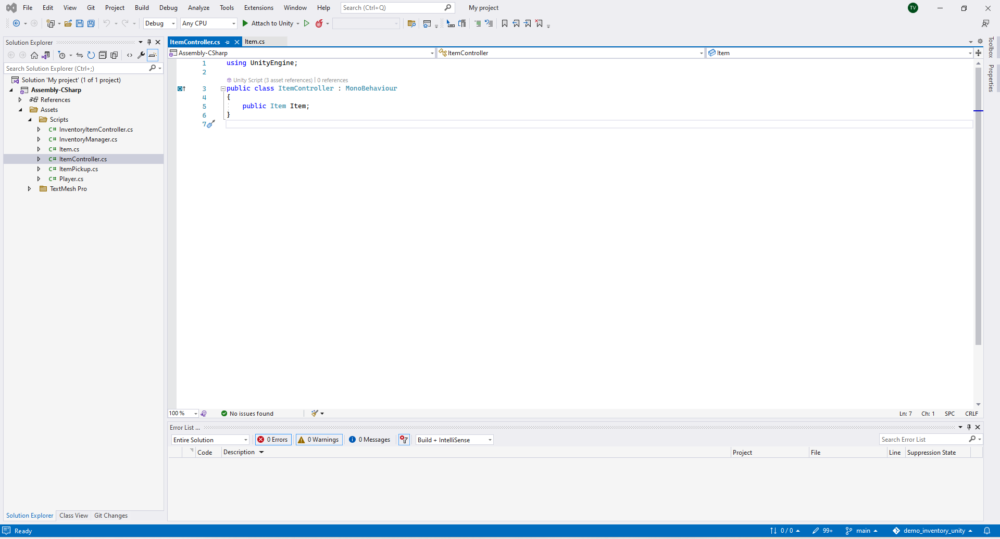 File Edit View Git Project Build Debug Analyze Tools Extensions Window Help Search (Ctrl+Q) My project TV
Debug Any CPU Attach to Unity
Solution Explorer
Search Solution Explorer (Ctrl+;)
Solution 'My project' (1 of 1 project)
Assembly-CSharp
References
Assets
Scripts
C# InventoryItemController.cs
C# InventoryManager.cs
C# Item.cs
C# ItemController.cs
C# ItemPickup.cs
C# Player.cs
TextMesh Pro
Solution Explorer Class View Git Changes
ItemController.cs Item.cs
Assembly-CSharp ItemController Item
1 using UnityEngine;
2
Unity Script (3 asset references) | 0 references
3 public class ItemController : MonoBehaviour
4 {
5 public Item Item;
6 }
7
100 % No issues found Ln: 7 Ch: 1 SPC CRLF
Error List ...
Entire Solution 0 Errors 0 Warnings 0 Messages Build + IntelliSense Search Error List
Code Description Project File Line Suppression State
Toolbox
Properties
Ready 0 / 0 99+ main demo_inventory_unity